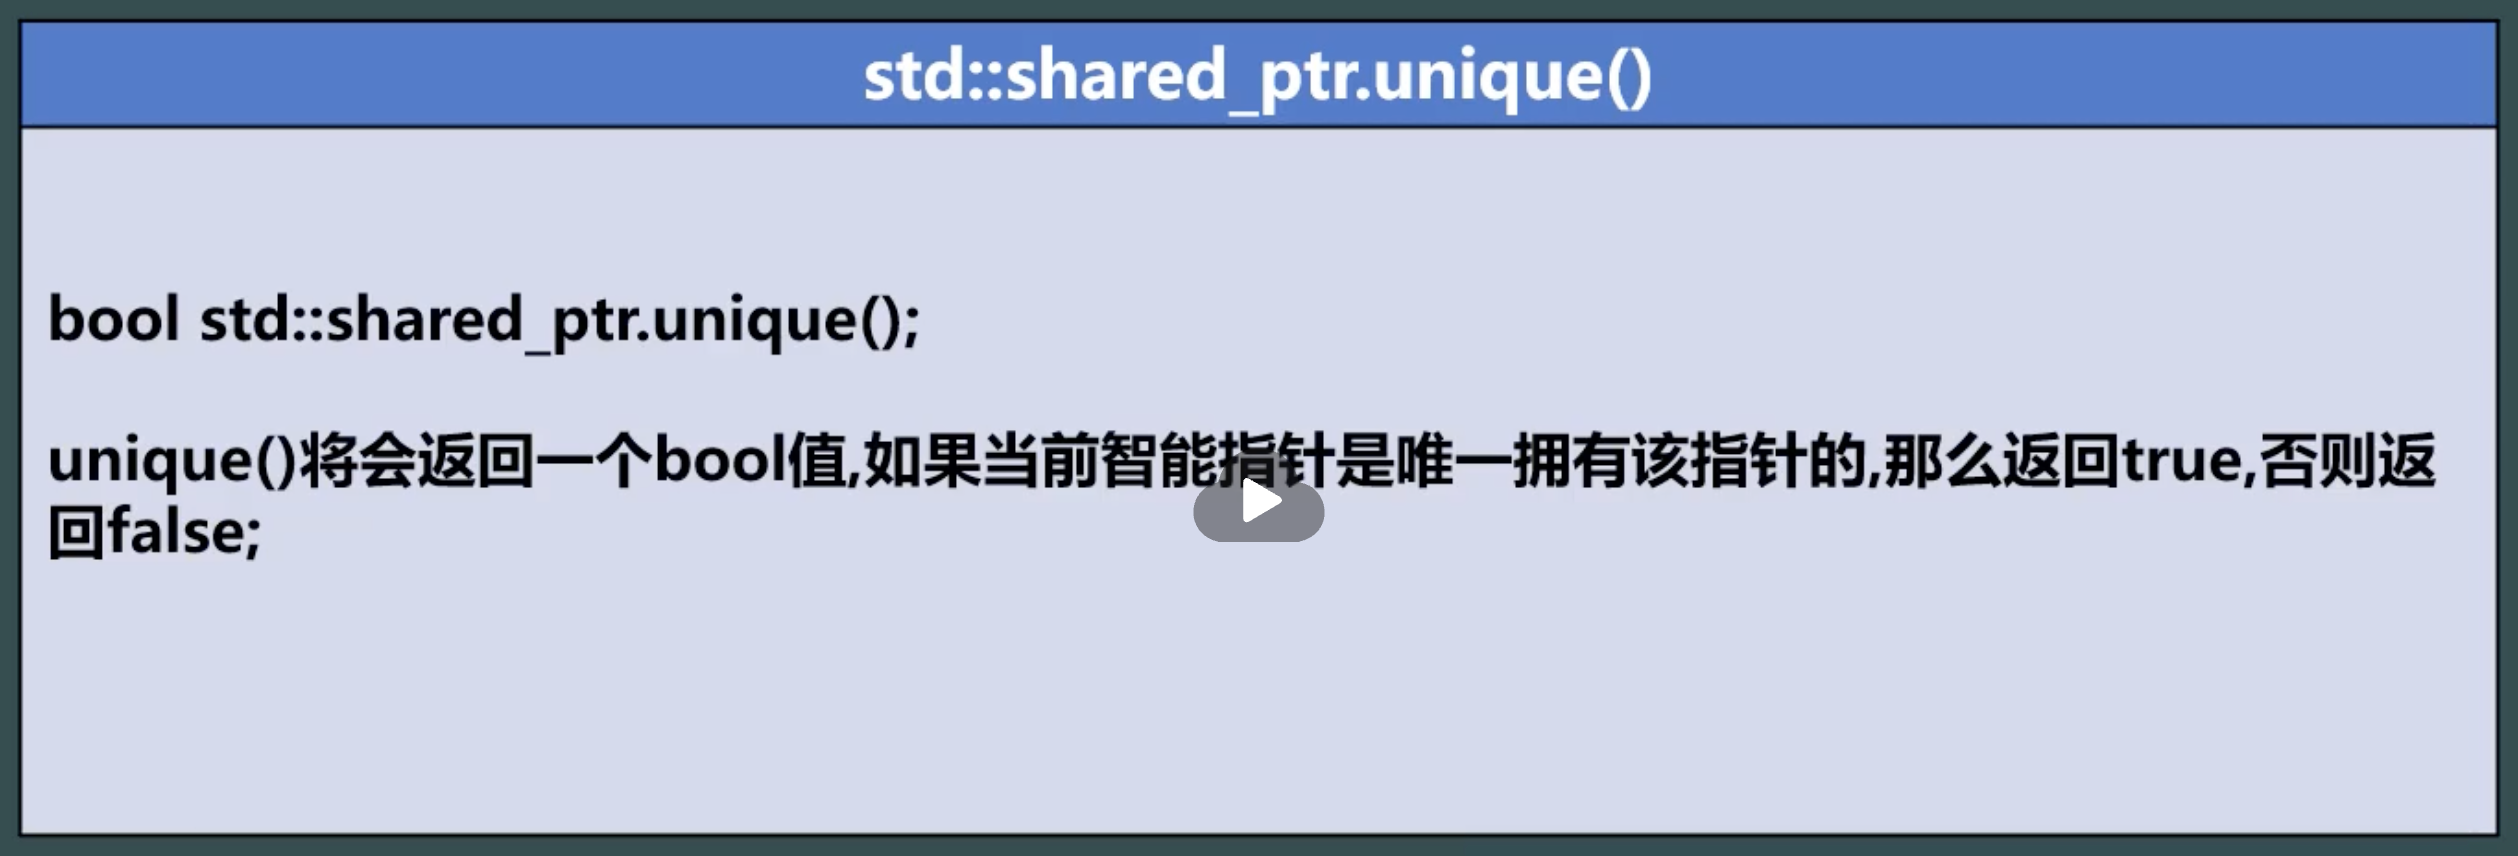 std::shared_ptr.unique()
bool std::shared_ptr.unique();
unique()将会返回一个bool值,如果当前智能指针是唯一拥有该指针的,那么返回true,否则返
回false;